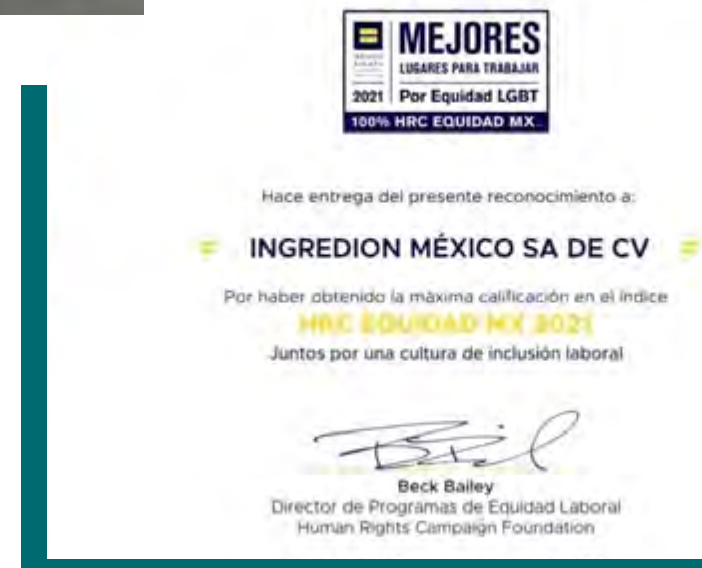 MEJORES
LUGARES PARA TRABAJAR
2021 Por Equidad LGBT
100% HRC EQUIDAD MX
Hace entrega del presente reconocimiento a:
INGREDION MÉXICO SA DE CV
Por haber obtenido la máxima calificación en el índice
HRC EQUIDAD MX 2021
Juntos por una cultura de inclusión laboral
Beck Bailey
Director de Programas de Equidad Laboral
Human Rights Campaign Foundation